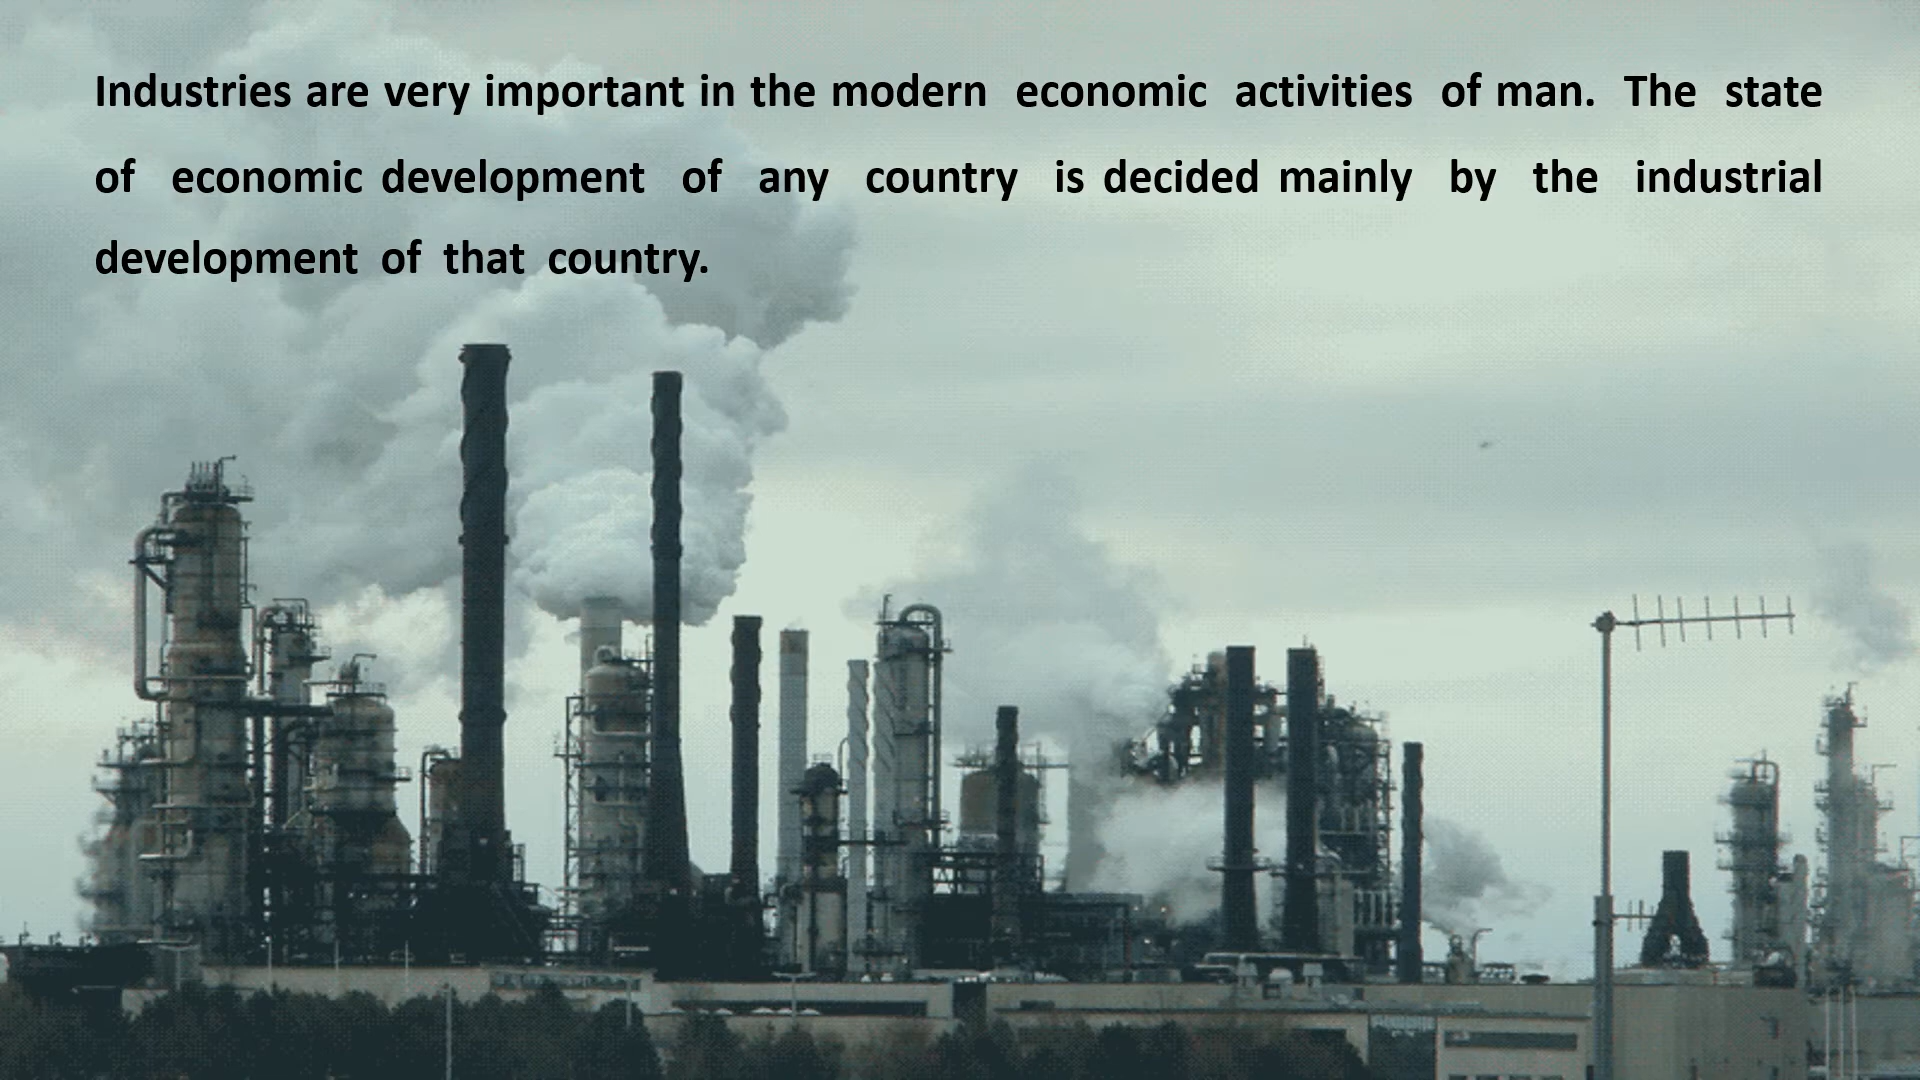 Industries are very important in the modern economic activities of man. The state
of economic development of any country is decided mainly by the industrial
development of that country.